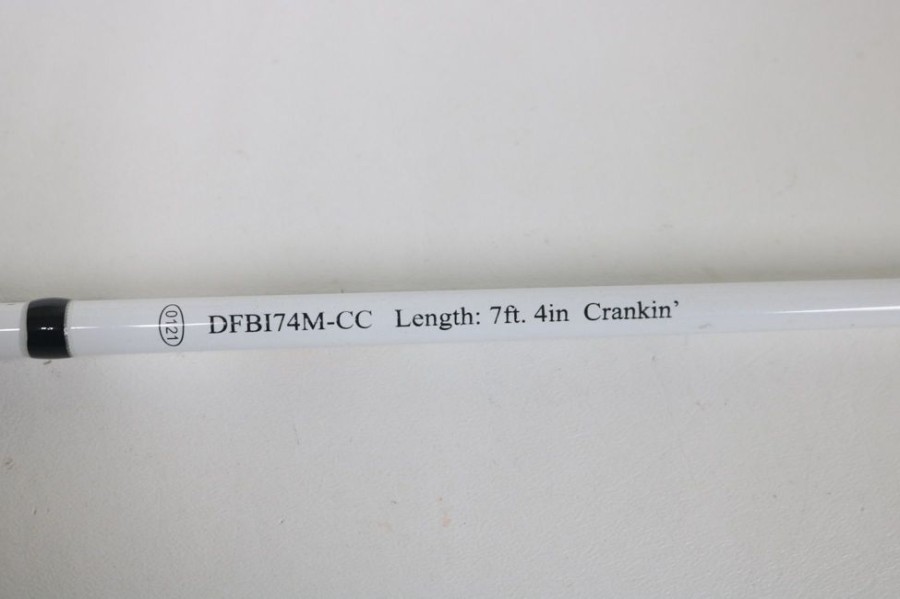 0121 DFBI74M-CC Length: 7ft. 4in Crankin’